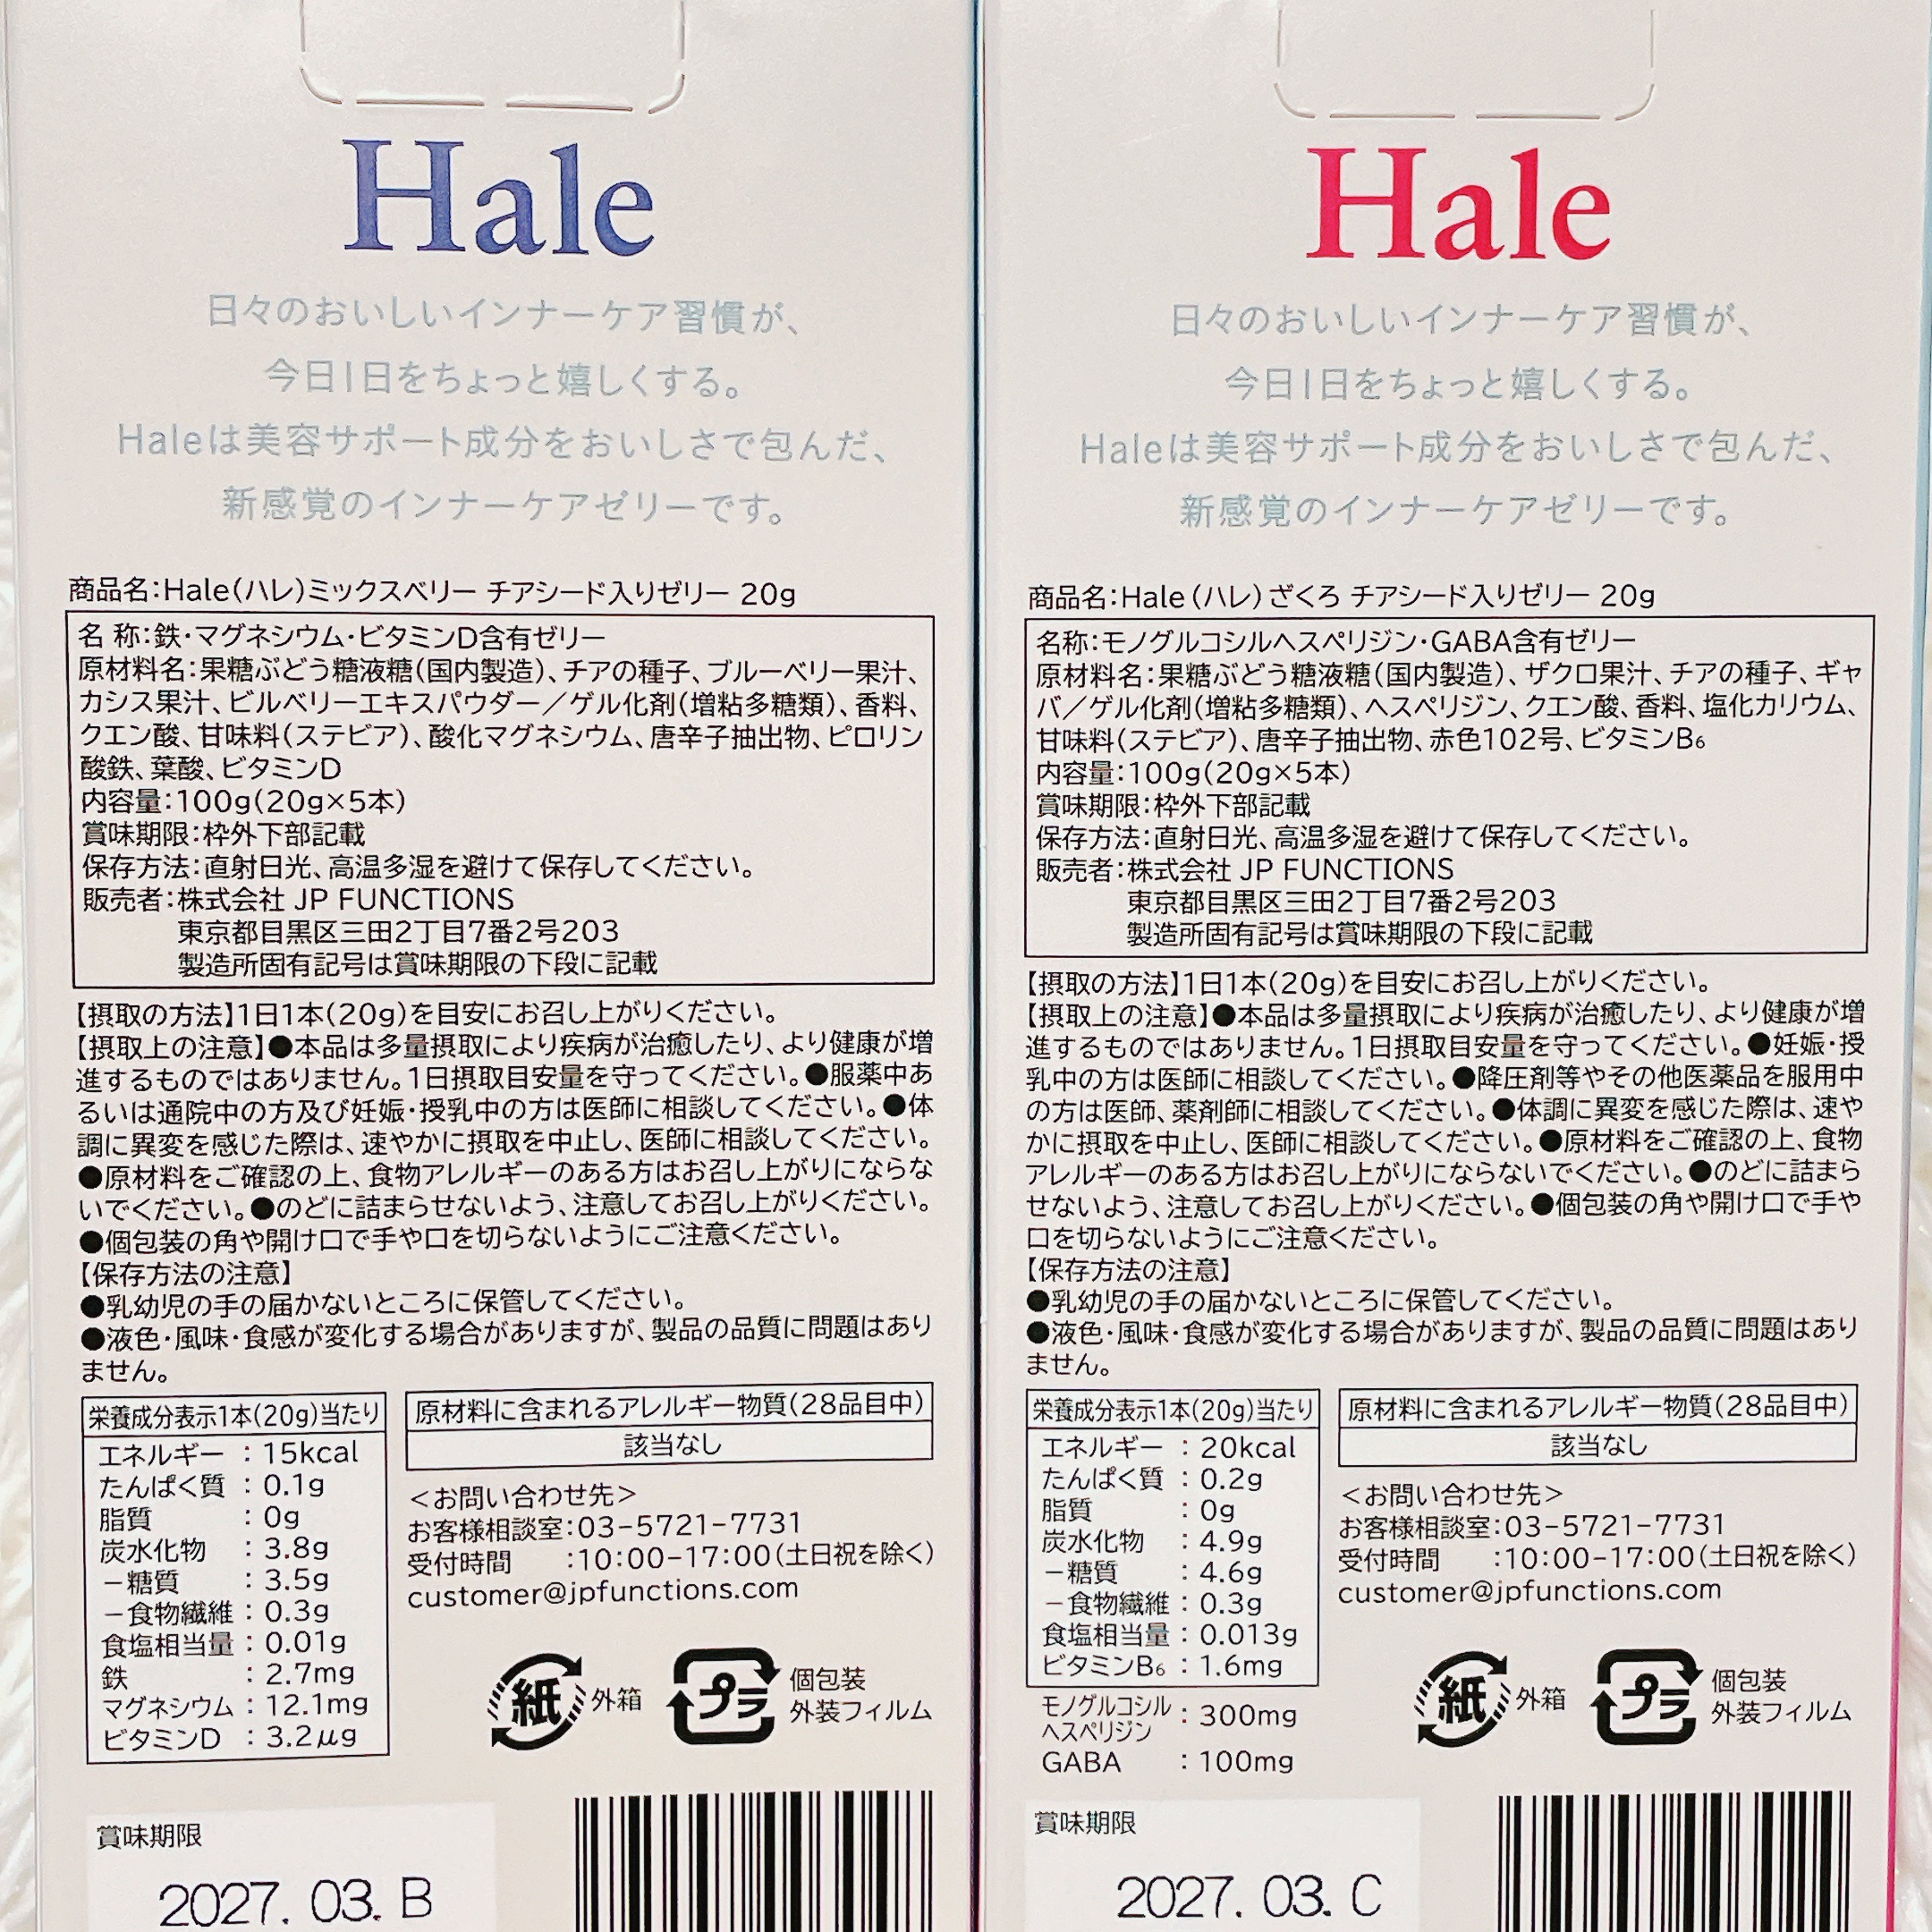 Hale
日々のおいしいインナーケア習慣が、
今日1日をちょっと嬉しくする。
Haleは美容サポート成分をおいしさで包んだ、
新感覚のインナーケアゼリーです。
商品名：Hale（ハレ）ミックスベリー チアシード入りゼリー 20g
名 称：鉄・マグネシウム・ビタミンD含有ゼリー
原材料名：果糖ぶどう糖液糖（国内製造）、チアの種子、ブルーベリー果汁、
カシス果汁、ビルベリーエキスパウダー／ゲル化剤（増粘多糖類）、香料、
クエン酸、甘味料（ステビア）、酸化マグネシウム、唐辛子抽出物、ピロリン
酸鉄、葉酸、ビタミンD
内容量：100g（20g×5本）
賞味期限：枠外下部記載
保存方法：直射日光、高温多湿を避けて保存してください。
販売者：株式会社 JP FUNCTIONS
東京都目黒区三田2丁目7番2号203
製造所固有記号は賞味期限の下段に記載
【摂取の方法】1日1本（20g）を目安にお召し上がりください。
【摂取上の注意】●本品は多量摂取により疾病が治癒したり、より健康が増
進するものではありません。1日摂取目安量を守ってください。●服薬中あ
るいは通院中の方及び妊娠・授乳中の方は医師に相談してください。●体
調に異変を感じた際は、速やかに摂取を中止し、医師に相談してください。
●原材料をご確認の上、食物アレルギーのある方はお召し上がりにならな
いでください。●のどに詰まらせないよう、注意してお召し上がりください。
●個包装の角や開け口で手や口を切らないようにご注意ください。
【保存方法の注意】
●乳幼児の手の届かないところに保管してください。
●液色・風味・食感が変化する場合がありますが、製品の品質に問題はあり
ません。
栄養成分表示1本(20g)当たり
エネルギー ：15kcal
たんぱく質 ：0.1g
脂質 ：0g
炭水化物 ：3.8g
－糖質 ：3.5g
－食物繊維：0.3g
食塩相当量：0.01g
鉄 ：2.7mg
マグネシウム：12.1mg
ビタミンD ：3.2μg
原材料に含まれるアレルギー物質（28品目中）
該当なし
＜お問い合わせ先＞
お客様相談室：03-5721-7731
受付時間 ：10：00-17：00（土日祝を除く）
customer@jpfunctions.com
紙 外箱
プラ 個包装
外装フィルム
賞味期限
2027. 03. B
Hale
日々のおいしいインナーケア習慣が、
今日1日をちょっと嬉しくする。
Haleは美容サポート成分をおいしさで包んだ、
新感覚のインナーケアゼリーです。
商品名：Hale（ハレ）ざくろ チアシード入りゼリー 20g
名称：モノグルコシルヘスペリジン・GABA含有ゼリー
原材料名：果糖ぶどう糖液糖（国内製造）、ザクロ果汁、チアの種子、ギャ
バ／ゲル化剤（増粘多糖類）、ヘスペリジン、クエン酸、香料、塩化カリウム、
甘味料（ステビア）、唐辛子抽出物、赤色102号、ビタミンB₆
内容量：100g（20g×5本）
賞味期限：枠外下部記載
保存方法：直射日光、高温多湿を避けて保存してください。
販売者：株式会社 JP FUNCTIONS
東京都目黒区三田2丁目7番2号203
製造所固有記号は賞味期限の下段に記載
【摂取の方法】1日1本（20g）を目安にお召し上がりください。
【摂取上の注意】●本品は多量摂取により疾病が治癒したり、より健康が増
進するものではありません。1日摂取目安量を守ってください。●妊娠・授
乳中の方は医師に相談してください。●降圧剤等やその他医薬品を服用中
の方は医師、薬剤師に相談してください。●体調に異変を感じた際は、速や
かに摂取を中止し、医師に相談してください。●原材料をご確認の上、食物
アレルギーのある方はお召し上がりにならないでください。●のどに詰まら
せないよう、注意してお召し上がりください。●個包装の角や開け口で手や
口を切らないようにご注意ください。
【保存方法の注意】
●乳幼児の手の届かないところに保管してください。
●液色・風味・食感が変化する場合がありますが、製品の品質に問題はあり
ません。
栄養成分表示1本(20g)当たり
エネルギー ：20kcal
たんぱく質 ：0.2g
脂質 ：0g
炭水化物 ：4.9g
－糖質 ：4.6g
－食物繊維：0.3g
食塩相当量：0.013g
ビタミンB₆：1.6mg
モノグルコシル
ヘスペリジン：300mg
GABA ：100mg
原材料に含まれるアレルギー物質（28品目中）
該当なし
＜お問い合わせ先＞
お客様相談室：03-5721-7731
受付時間 ：10：00-17：00（土日祝を除く）
customer@jpfunctions.com
紙 外箱
プラ 個包装
外装フィルム
賞味期限
2027. 03. C